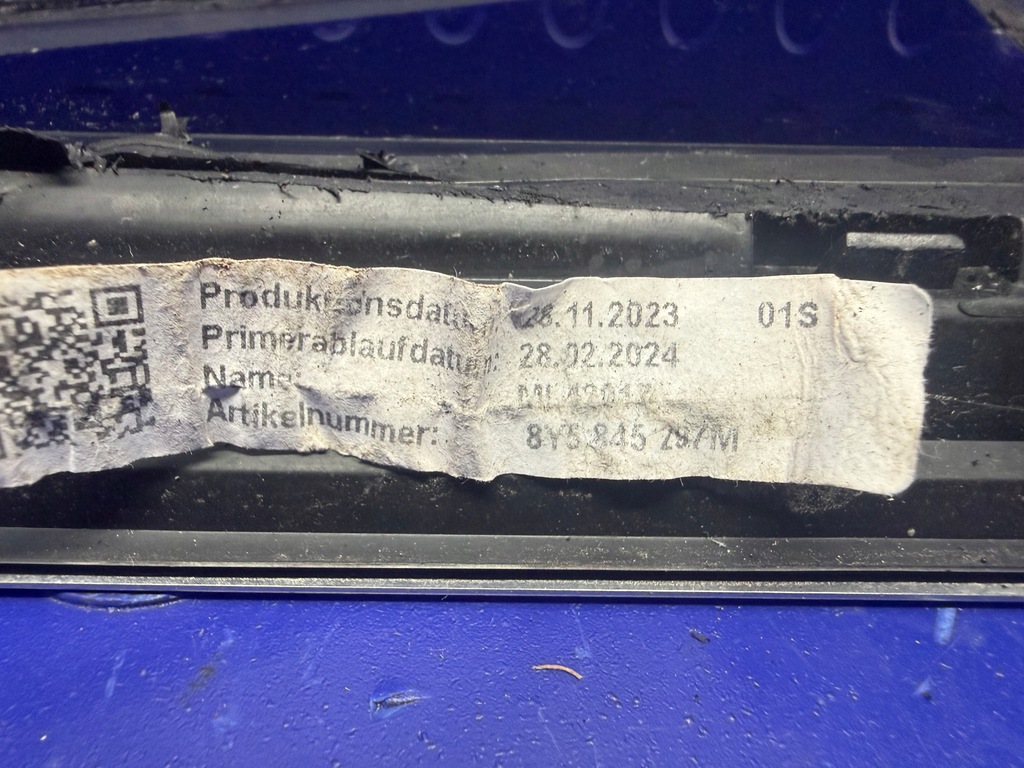 Produktionsdatum: 28.11.2023 01S
Primerablaufdatum: 28.02.2024
Name:
Artikelnummer: 8Y5 845 297M